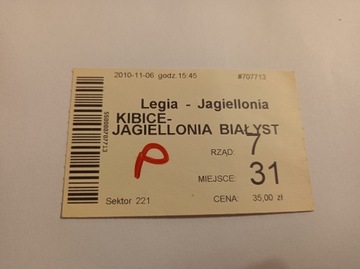 2010-11-06 godz.15:45 #707713
Legia - Jagiellonia
KIBICE-
JAGIELLONIA BIAŁYST
RZĄD: 7
P
MIEJSCE: 31
Sektor 221 CENA: 35,00 zł